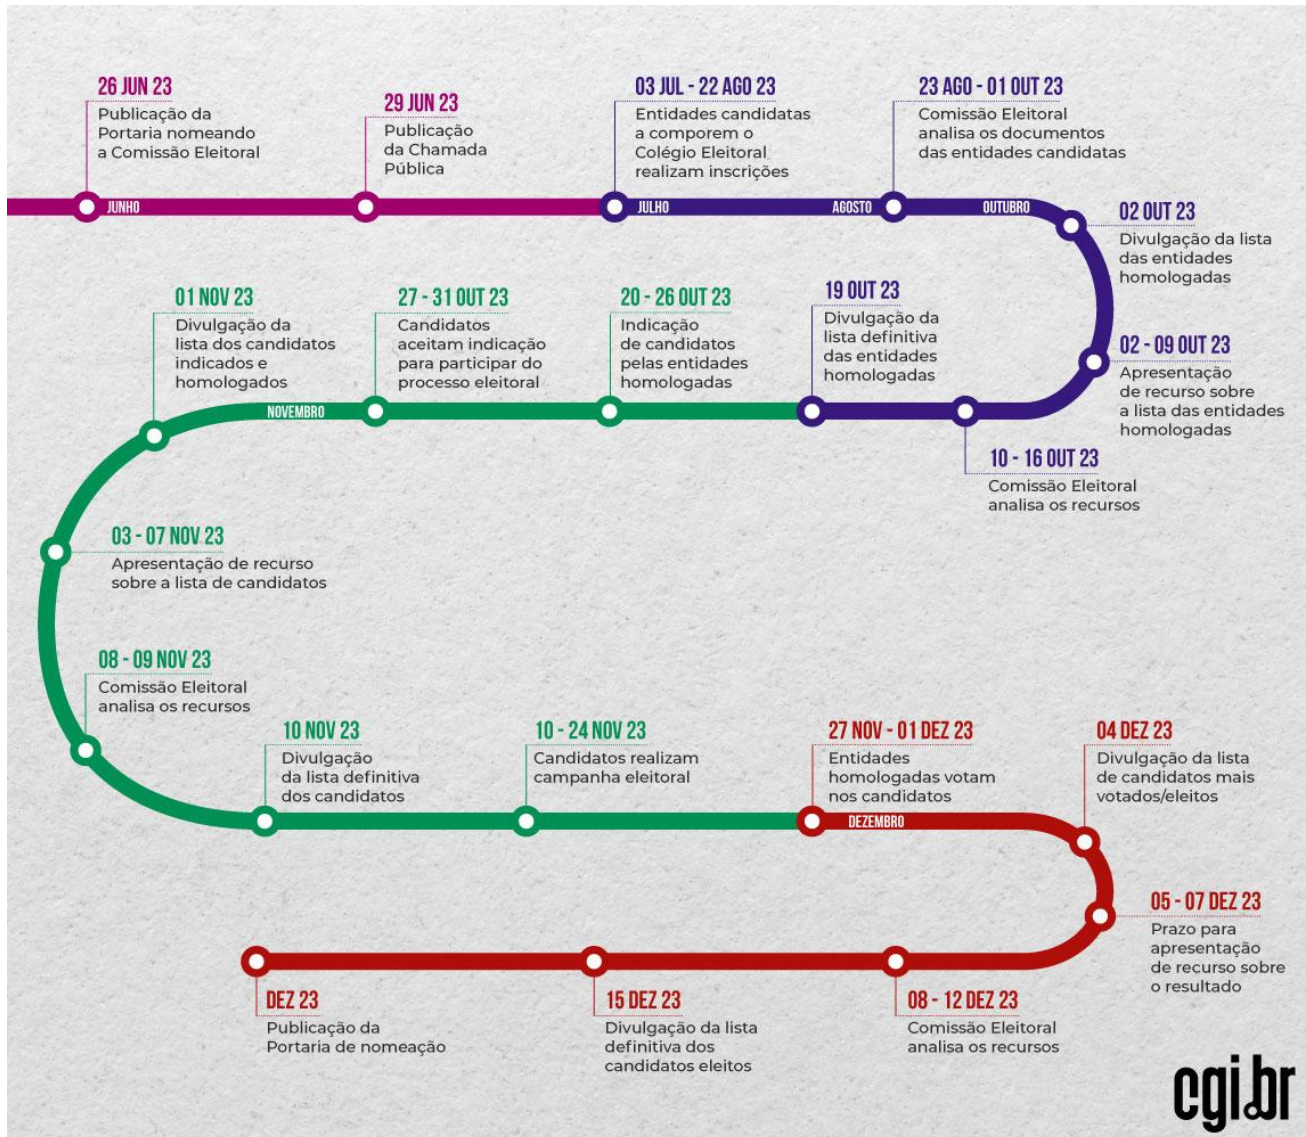 26 JUN 23
Publicação da
Portaria nomeando
a Comissão Eleitoral
29 JUN 23
Publicação
da Chamada
Pública
03 JUL - 22 AGO 23
Entidades candidatas
a comporem o
Colégio Eleitoral
realizam inscrições
23 AGO - 01 OUT 23
Comissão Eleitoral
analisa os documentos
das entidades candidatas
JUNHO
JULHO
AGOSTO
OUTUBRO
02 OUT 23
Divulgação da lista
das entidades
homologadas
02 - 09 OUT 23
Apresentação
de recurso sobre
a lista das entidades
homologadas
10 - 16 OUT 23
Comissão Eleitoral
analisa os recursos
19 OUT 23
Divulgação da
lista definitiva
das entidades
homologadas
20 - 26 OUT 23
Indicação
de candidatos
pelas entidades
homologadas
27 - 31 OUT 23
Candidatos
aceitam indicação
para participar do
processo eleitoral
01 NOV 23
Divulgação da
lista dos candidatos
indicados e
homologados
NOVEMBRO
03 - 07 NOV 23
Apresentação de recurso
sobre a lista de candidatos
08 - 09 NOV 23
Comissão Eleitoral
analisa os recursos
10 NOV 23
Divulgação
da lista definitiva
dos candidatos
10 - 24 NOV 23
Candidatos realizam
campanha eleitoral
27 NOV - 01 DEZ 23
Entidades
homologadas votam
nos candidatos
DEZEMBRO
04 DEZ 23
Divulgação da lista
de candidatos mais
votados/eleitos
05 - 07 DEZ 23
Prazo para
apresentação
de recurso sobre
o resultado
08 - 12 DEZ 23
Comissão Eleitoral
analisa os recursos
15 DEZ 23
Divulgação da lista
definitiva dos
candidatos eleitos
DEZ 23
Publicação da
Portaria de nomeação
cgi.br